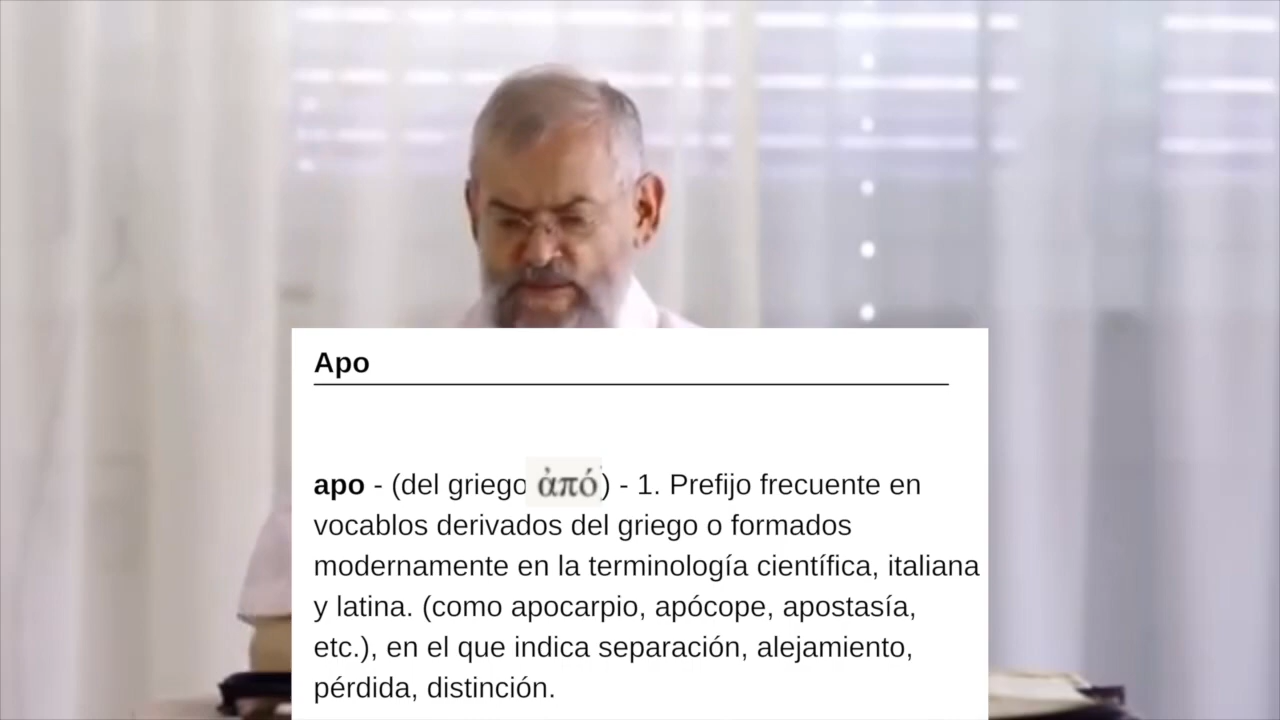 Apo
apo - (del griego ἀπό) - 1. Prefijo frecuente en
vocablos derivados del griego o formados
modernamente en la terminología científica, italiana
y latina. (como apocarpio, apócope, apostasía,
etc.), en el que indica separación, alejamiento,
pérdida, distinción.